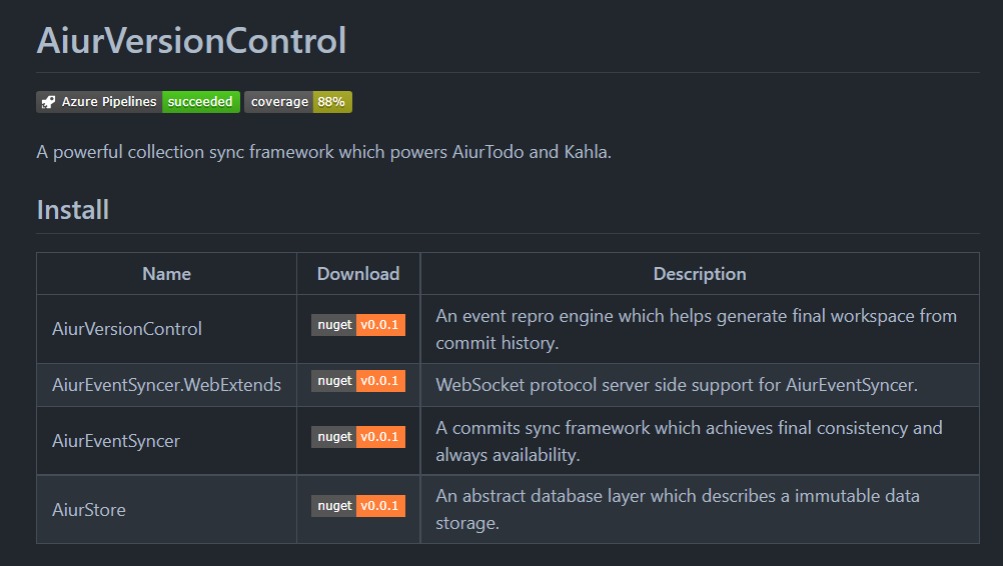 AiurVersionControl
Azure Pipelines succeeded coverage 88%
A powerful collection sync framework which powers AiurTodo and Kahla.
Install
Name Download Description
AiurVersionControl nuget v0.0.1 An event repro engine which helps generate final workspace from
commit history.
AiurEventSyncer.WebExtends nuget v0.0.1 WebSocket protocol server side support for AiurEventSyncer.
AiurEventSyncer nuget v0.0.1 A commits sync framework which achieves final consistency and
always availability.
AiurStore nuget v0.0.1 An abstract database layer which describes a immutable data
storage.